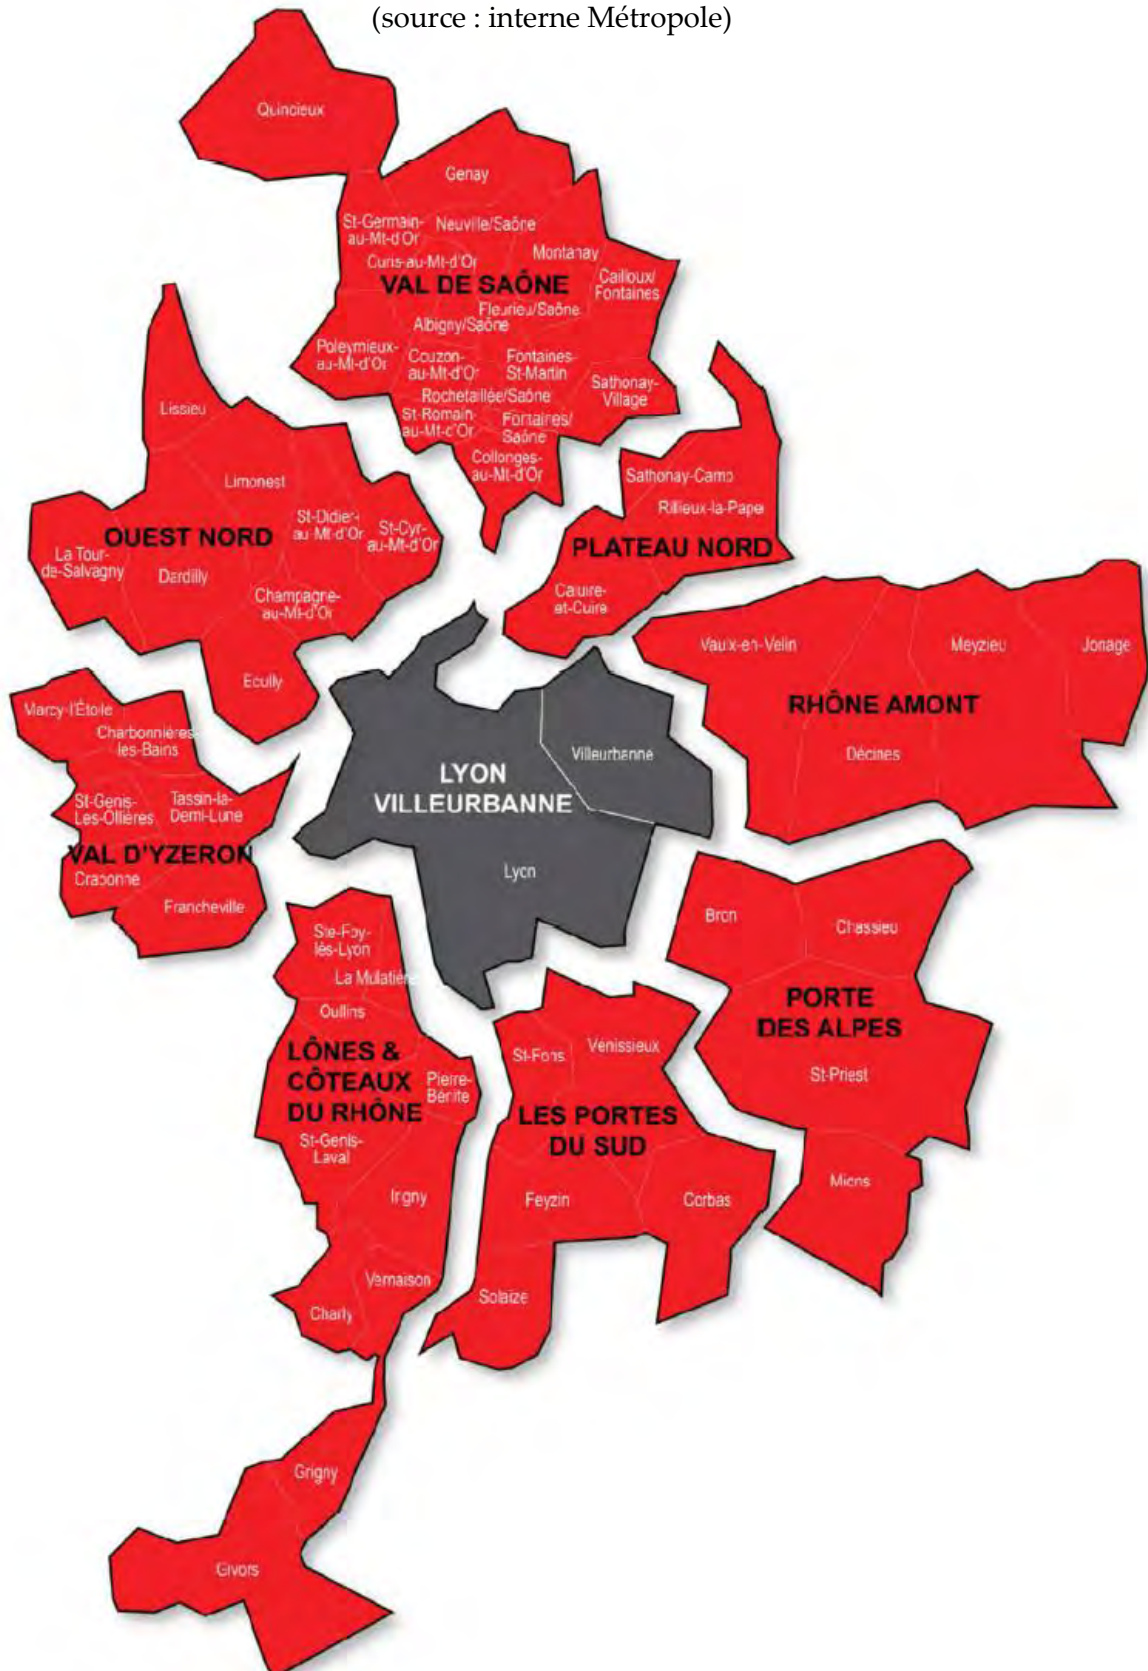 (source : interne Métropole)
Quincieux
Genay
St-Germain-
au-Mt-d'Or
Neuville/Saône
Curis-au-Mt-d'Or
Montanay
VAL DE SAÔNE
Cailloux/
Fontaines
Fleurieu/Saône
Albigny/Saône
Poleymieux-
au-Mt-d'Or
Couzon-
au-Mt-d'Or
Fontaines-
St-Martin
Sathonay-
Village
Rochetaillée/Saône
St-Romain-
au-Mt-d'Or
Fontaines/
Saône
Collonges-
au-Mt-d'Or
Lissieu
Limonest
OUEST NORD
St-Didier-
au-Mt-d'Or
St-Cyr-
au-Mt-d'Or
La Tour-
de-Salvagny
Dardilly
Champagne-
au-Mt-d'Or
Ecully
Sathonay-Camp
Rillieux-la-Pape
PLATEAU NORD
Caluire-
et-Cuire
Vaulx-en-Velin
Meyzieu
Jonage
RHÔNE AMONT
Décines
Marcy-l'Étoile
Charbonnières-
les-Bains
St-Genis-
Les-Ollières
Tassin-la-
Demi-Lune
VAL D'YZERON
Craponne
Francheville
Villeurbanne
LYON
VILLEURBANNE
Lyon
Bron
Chassieu
PORTE
DES ALPES
St-Priest
Mions
Ste-Foy-
lès-Lyon
La Mulatière
Oullins
LÔNES &
CÔTEAUX
DU RHÔNE
Pierre-
Bénite
St-Genis-
Laval
Irigny
Vernaison
Charly
St-Fons
Vénissieux
LES PORTES
DU SUD
Feyzin
Corbas
Solaize
Grigny
Givors